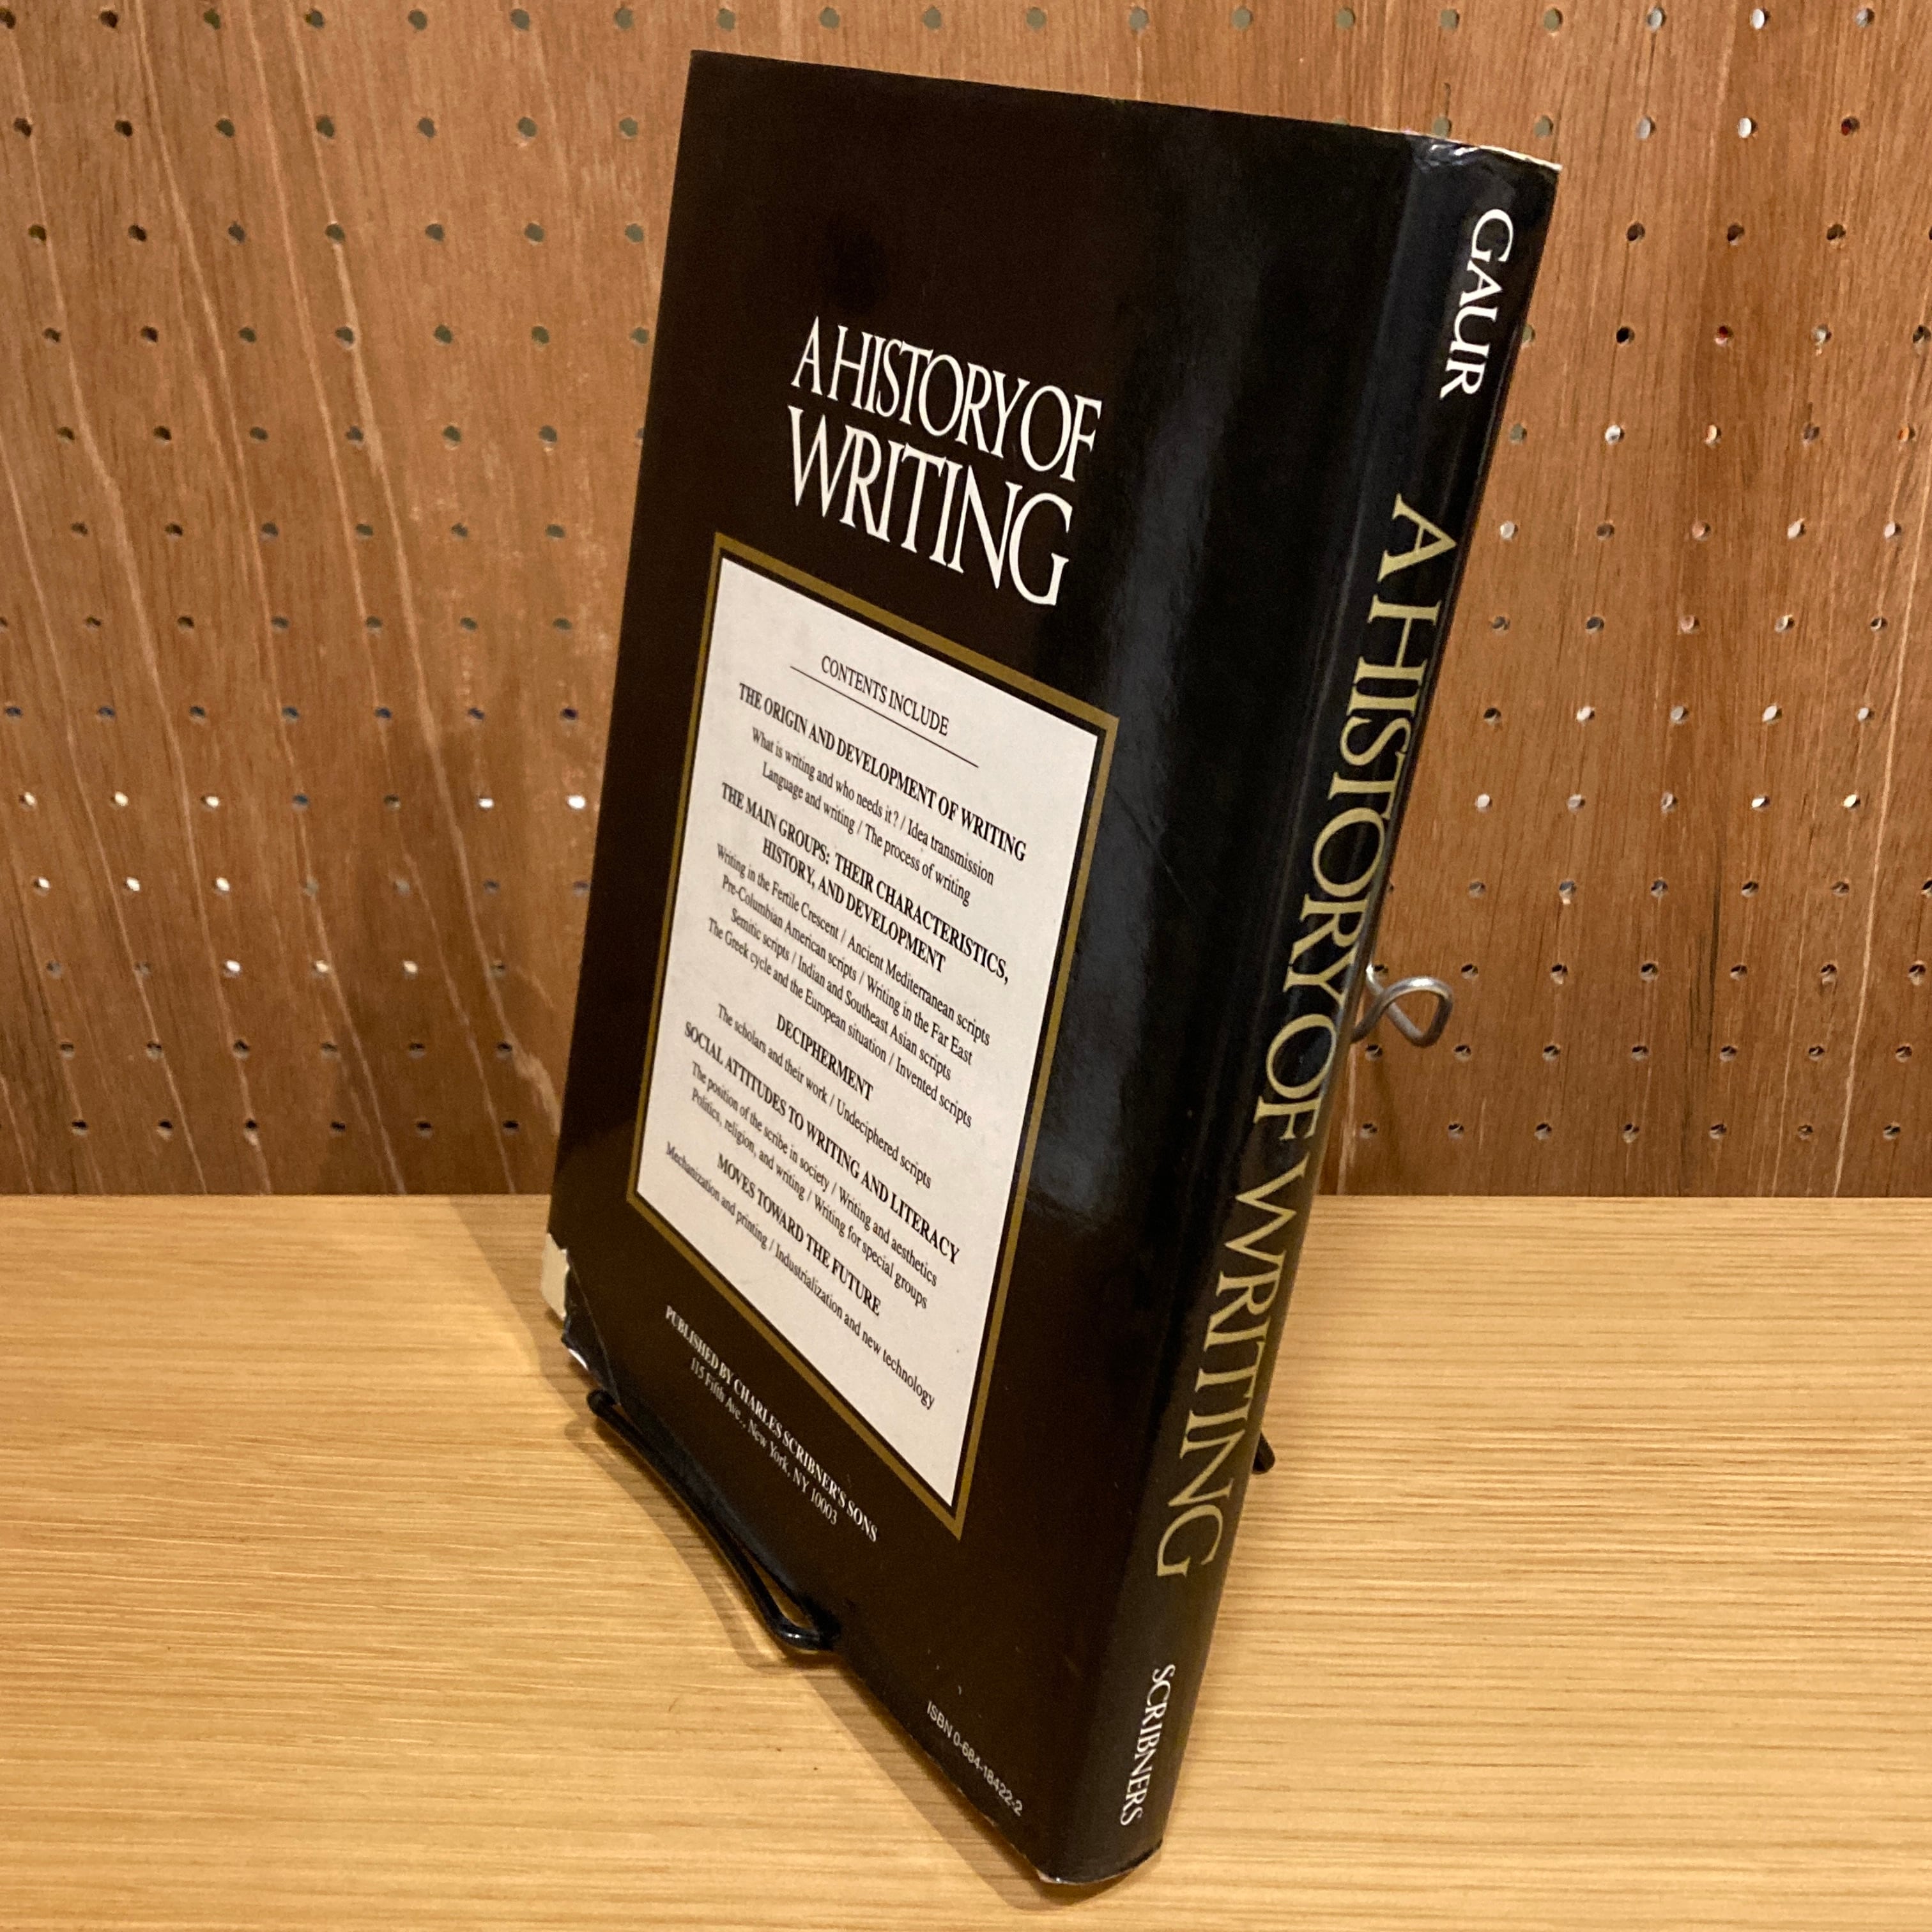 A HISTORY OF
WRITING
CONTENTS INCLUDE
THE ORIGIN AND DEVELOPMENT OF WRITING
What is writing and who needs it? / Idea transmission
Language and writing / The process of writing
THE MAIN GROUPS: THEIR CHARACTERISTICS,
HISTORY, AND DEVELOPMENT
Writing in the Fertile Crescent / Ancient Mediterranean scripts
Pre-Columbian American scripts / Writing in the Far East
Semitic scripts / Indian and Southeast Asian scripts
The Greek cycle and the European situation / Invented scripts
DECIPHERMENT
The scholars and their work / Undeciphered scripts
SOCIAL ATTITUDES TO WRITING AND LITERACY
The position of the scribe in society / Writing and aesthetics
Politics, religion, and writing / Writing for special groups
MOVES TOWARD THE FUTURE
Mechanization and printing / Industrialization and new technology
PUBLISHED BY CHARLES SCRIBNER'S SONS
115 Fifth Ave., New York, NY 10003
ISBN 0-684-18422-2
GAUR
A HISTORY OF WRITING
SCRIBNERS